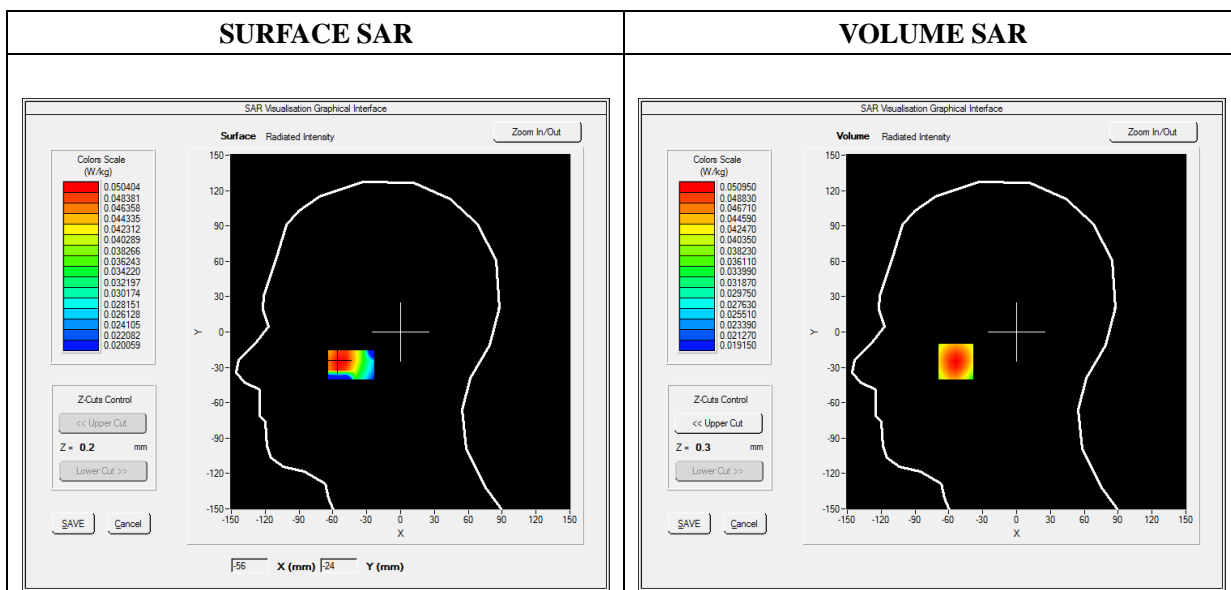 SURFACE SAR
VOLUME SAR
SAR Visualisation Graphical Interface
Surface Radiated Intensity
Zoom In/Out
Colors Scale
(W/kg)
0.050404
0.048381
0.046358
0.044335
0.042312
0.040289
0.038266
0.036243
0.034220
0.032197
0.030174
0.028151
0.026128
0.024105
0.022082
0.020059
Z-Cuts Control
<< Upper Cut
Z = 0.2 mm
Lower Cut >>
SAVE Cancel
150
120
90
60
30
0
-30
-60
-90
-120
-150
Y
-150 -120 -90 -60 -30 0 30 60 90 120 150
X
-56 X (mm) -24 Y (mm)
SAR Visualisation Graphical Interface
Volume Radiated Intensity
Zoom In/Out
Colors Scale
(W/kg)
0.050950
0.048830
0.046710
0.044590
0.042470
0.040350
0.038230
0.036110
0.033990
0.031870
0.029750
0.027630
0.025510
0.023390
0.021270
0.019150
Z-Cuts Control
<< Upper Cut
Z = 0.3 mm
Lower Cut >>
SAVE Cancel
150
120
90
60
30
0
-30
-60
-90
-120
-150
Y
-150 -120 -90 -60 -30 0 30 60 90 120 150
X